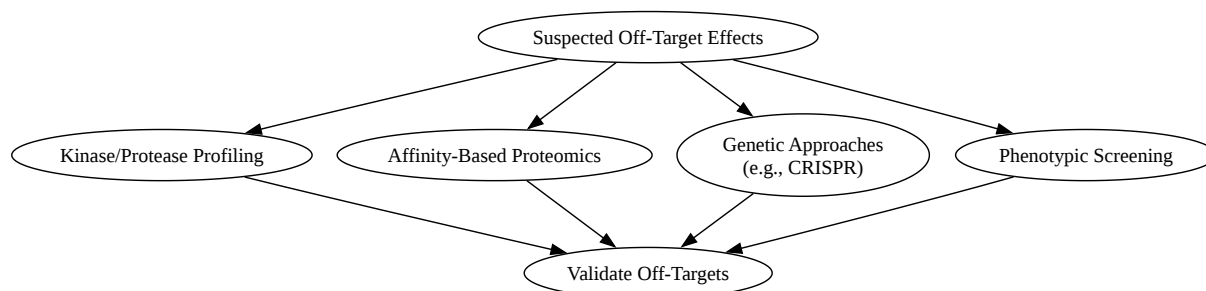 Suspected Off-Target Effects
Kinase/Protease Profiling
Affinity-Based Proteomics
Genetic Approaches
(e.g., CRISPR)
Phenotypic Screening
Validate Off-Targets